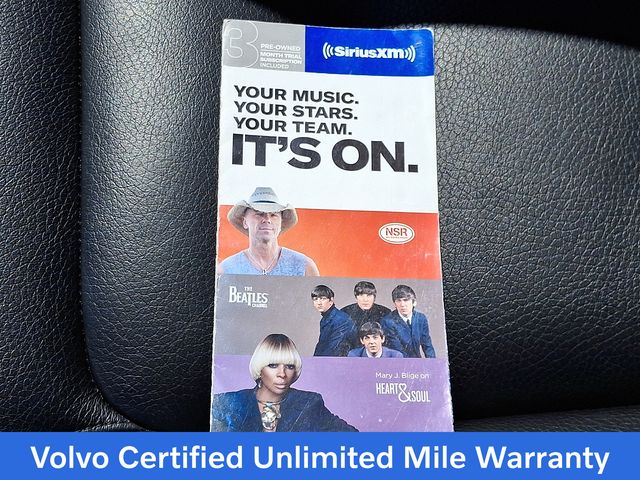 3 PRE-OWNED
MONTH TRIAL
SUBSCRIPTION
INCLUDED
SiriusXM
YOUR MUSIC.
YOUR STARS.
YOUR TEAM.
IT'S ON.
NSR
THE
BEATLES
CHANNEL
Mary J. Blige on
HEART & SOUL
Volvo Certified Unlimited Mile Warranty